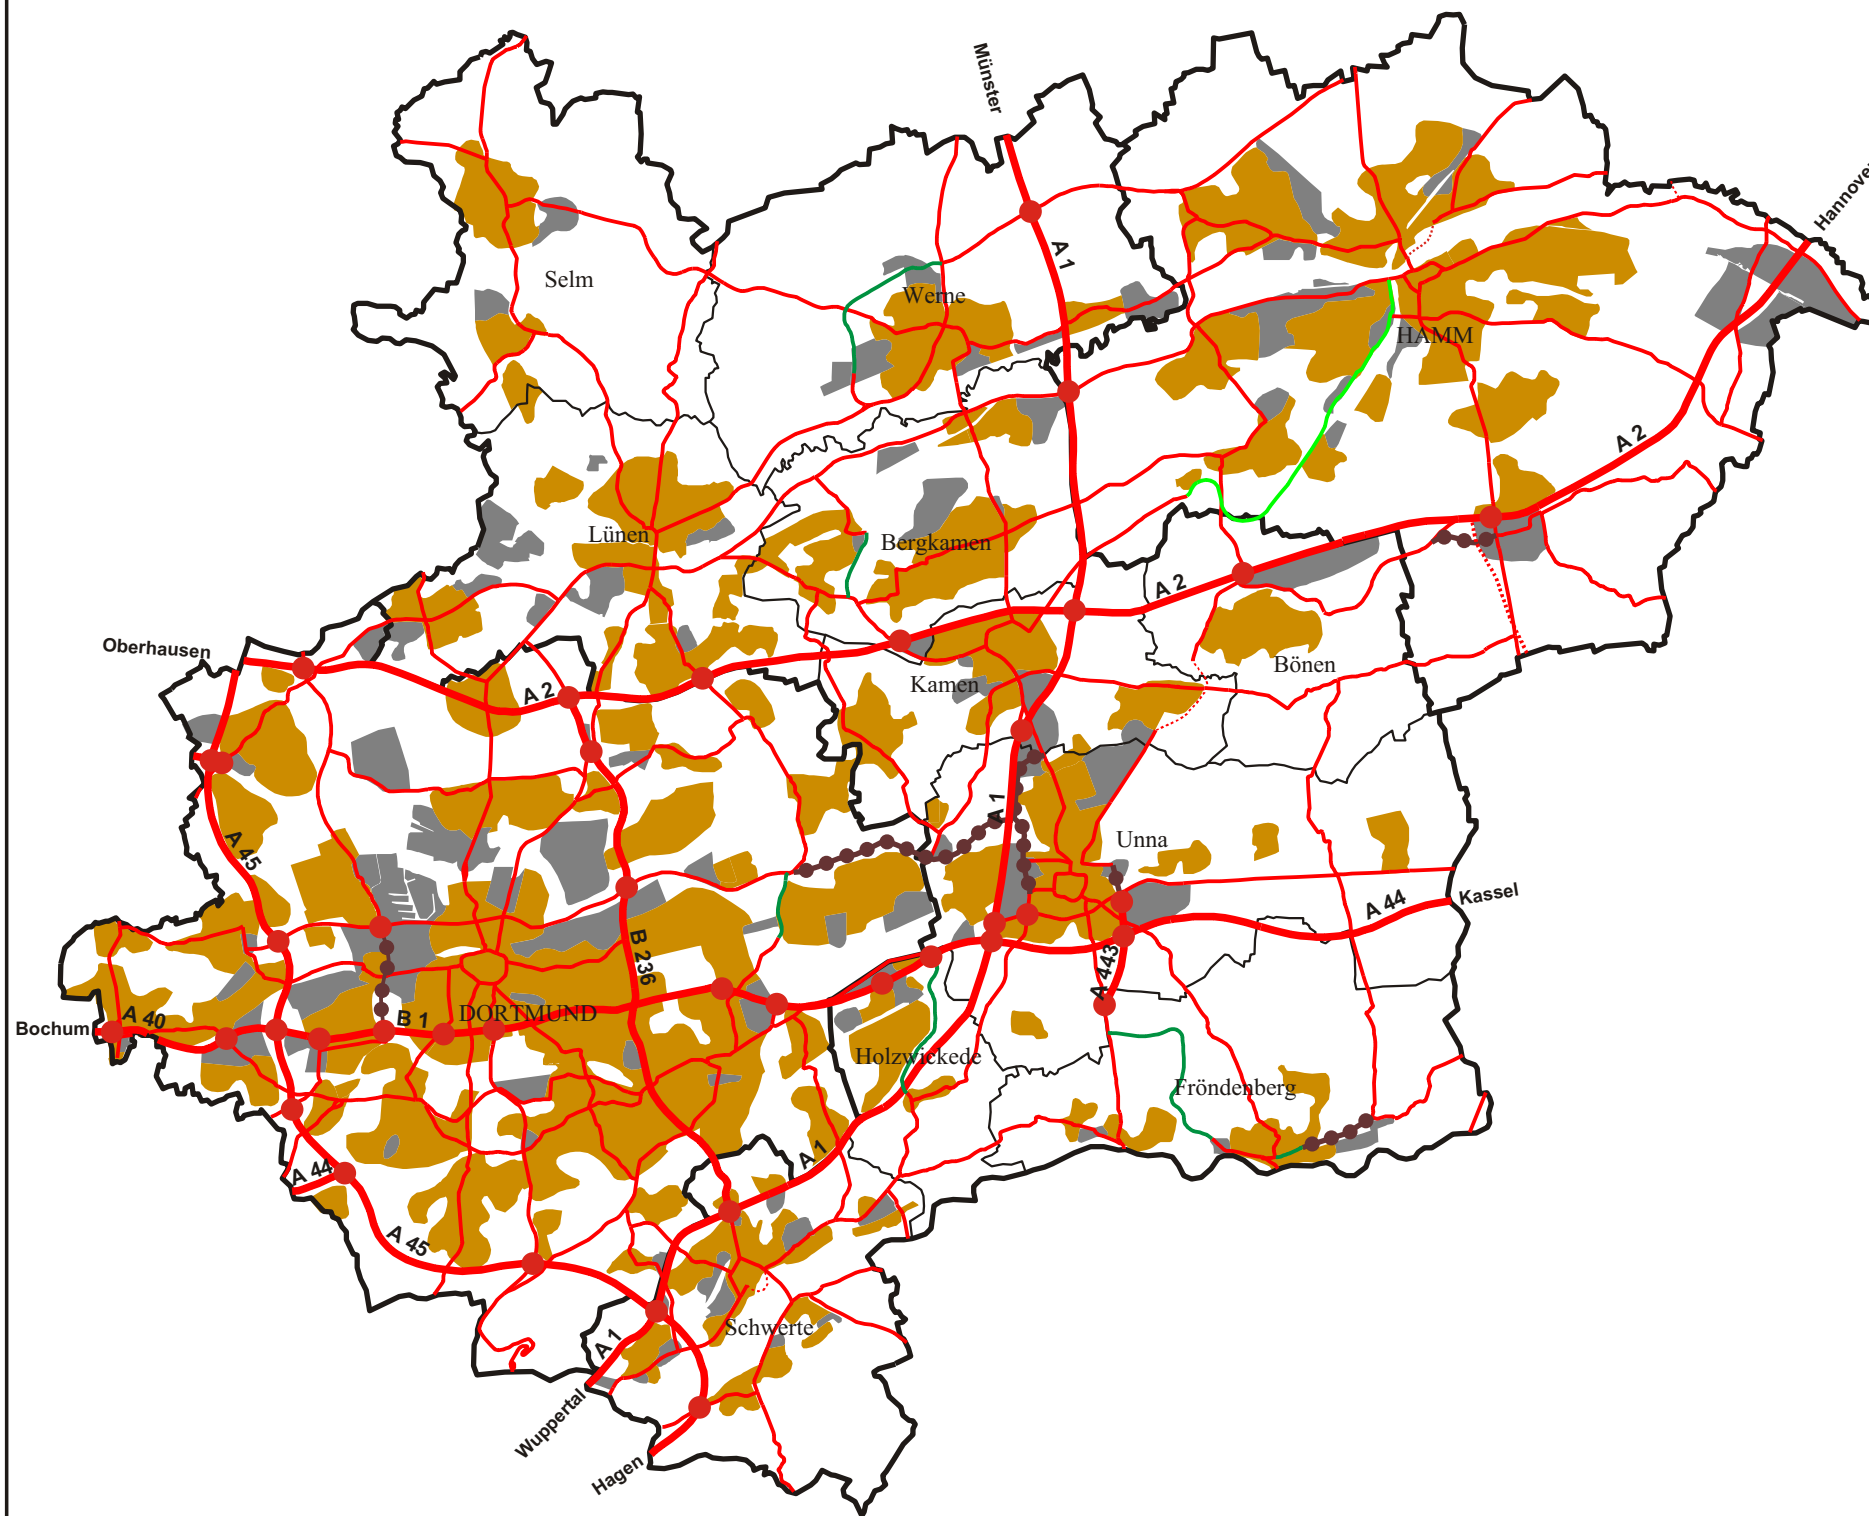 Münster
Hannover
A 1
Selm
Werne
HAMM
A 2
Lünen
Bergkamen
A 2
Oberhausen
Bönen
Kamen
A 2
A 1
Unna
A 45
A 44
Kassel
B 236
A 443
Bochum
A 40
B 1
DORTMUND
Holzwickede
Fröndenberg
A 1
A 44
A 45
Schwerte
A 1
Wuppertal
Hagen